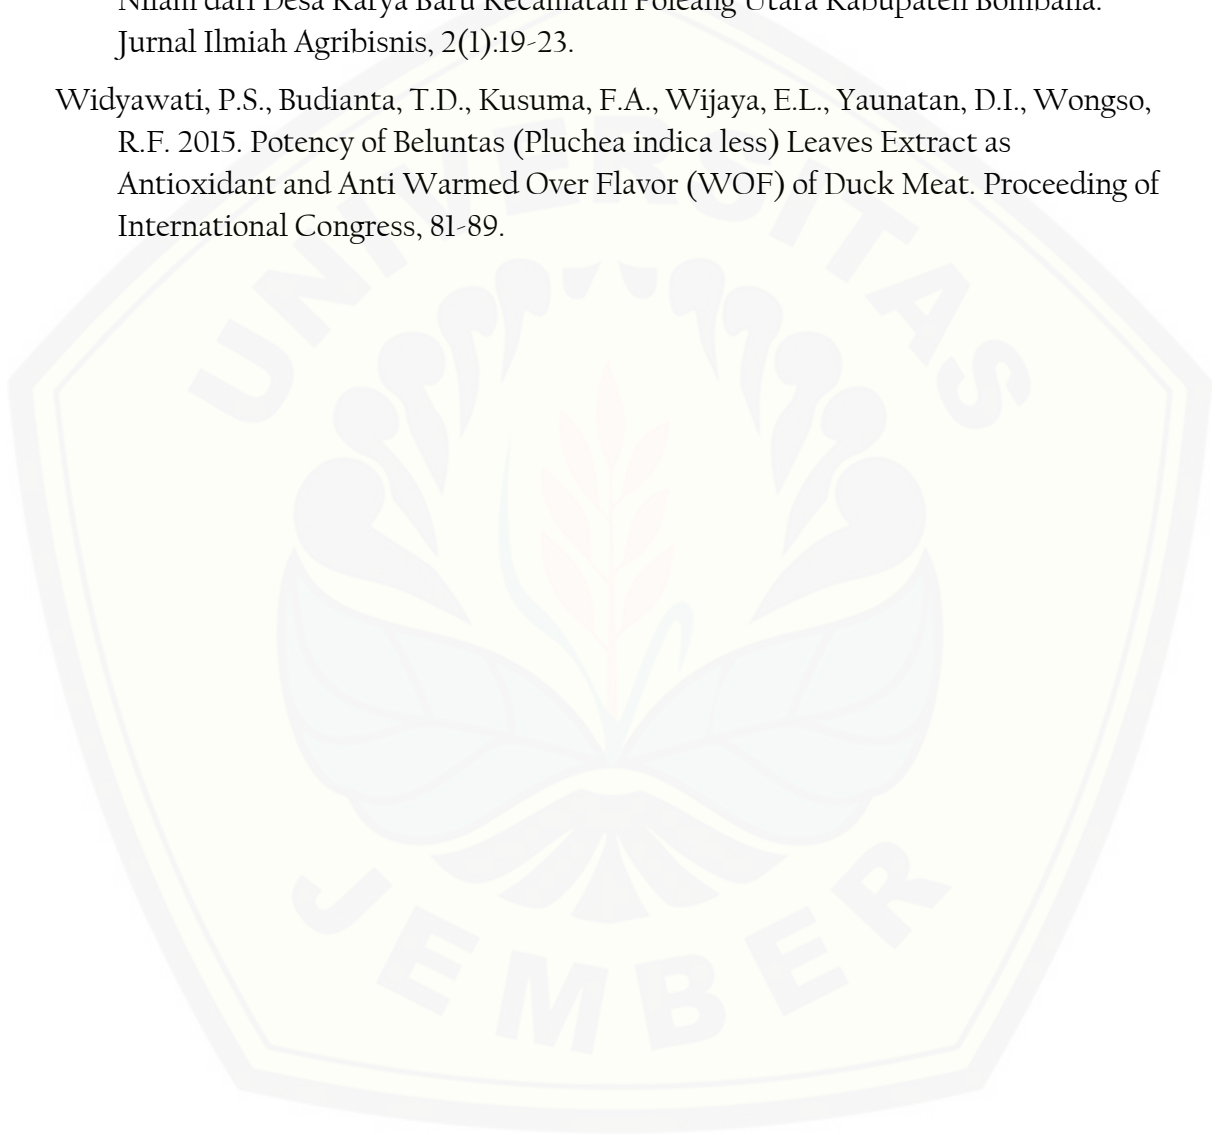 Nilam dari Desa Karya Baru Kecamatan Poleang Utara Kabupaten Bombana.
Jurnal Ilmiah Agribisnis, 2(1):19-23.
Widyawati, P.S., Budianta, T.D., Kusuma, F.A., Wijaya, E.L., Yaunatan, D.I., Wongso,
R.F. 2015. Potency of Beluntas (Pluchea indica less) Leaves Extract as
Antioxidant and Anti Warmed Over Flavor (WOF) of Duck Meat. Proceeding of
International Congress, 81-89.
UNIVERSITAS
JEMBER